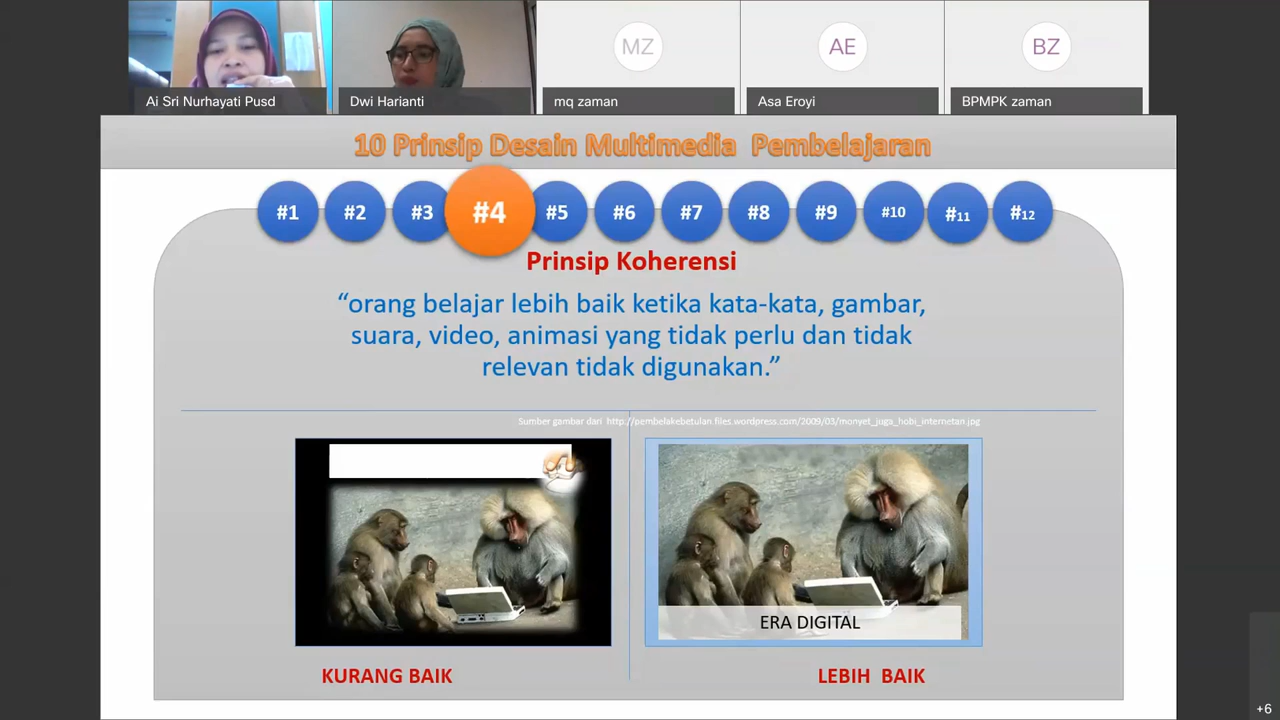 MZ
AE
BZ
Ai Sri Nurhayati Pusd
Dwi Harianti
mq zaman
Asa Eroyi
BPMPK zaman
10 Prinsip Desain Multimedia Pembelajaran
#1 #2 #3 #4 #5 #6 #7 #8 #9 #10 #11 #12
Prinsip Koherensi
“orang belajar lebih baik ketika kata-kata, gambar,
suara, video, animasi yang tidak perlu dan tidak
relevan tidak digunakan.”
Sumber gambar dari http://pembelakebetulan.files.wordpress.com/2009/03/monyet_juga_hobi_internetan.jpg
ERA DIGITAL
KURANG BAIK
LEBIH BAIK
+6